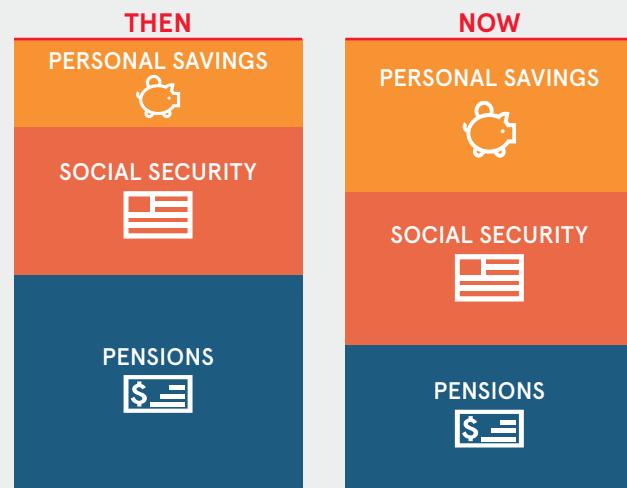 THEN
PERSONAL SAVINGS
SOCIAL SECURITY
PENSIONS
$
NOW
PERSONAL SAVINGS
SOCIAL SECURITY
PENSIONS
$